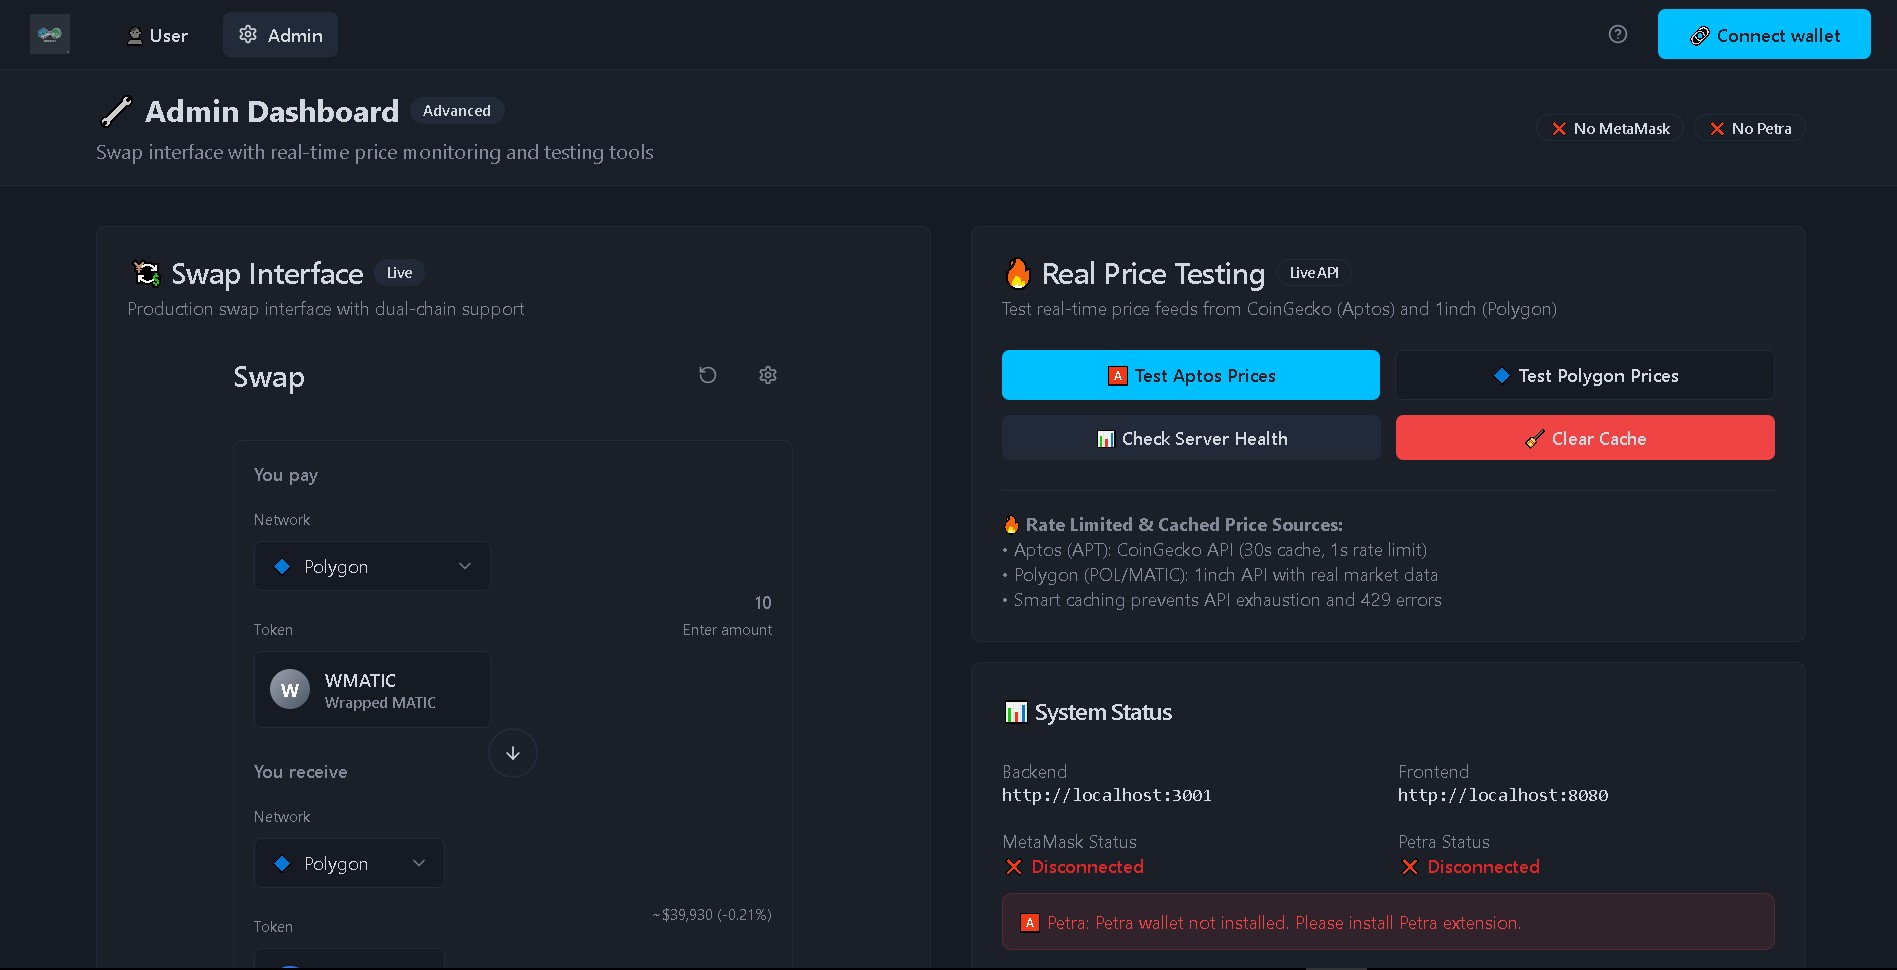 User
Admin
Connect wallet
Admin Dashboard
Advanced
Swap interface with real-time price monitoring and testing tools
No MetaMask
No Petra
Swap Interface
Live
Production swap interface with dual-chain support
Swap
You pay
Network
Polygon
10
Token
Enter amount
W
WMATIC
Wrapped MATIC
You receive
Network
Polygon
~$39,930 (-0.21%)
Token
Real Price Testing
Live API
Test real-time price feeds from CoinGecko (Aptos) and 1inch (Polygon)
A Test Aptos Prices
Test Polygon Prices
Check Server Health
Clear Cache
Rate Limited & Cached Price Sources:
• Aptos (APT): CoinGecko API (30s cache, 1s rate limit)
• Polygon (POL/MATIC): 1inch API with real market data
• Smart caching prevents API exhaustion and 429 errors
System Status
Backend
http://localhost:3001
Frontend
http://localhost:8080
MetaMask Status
Disconnected
Petra Status
Disconnected
A Petra: Petra wallet not installed. Please install Petra extension.